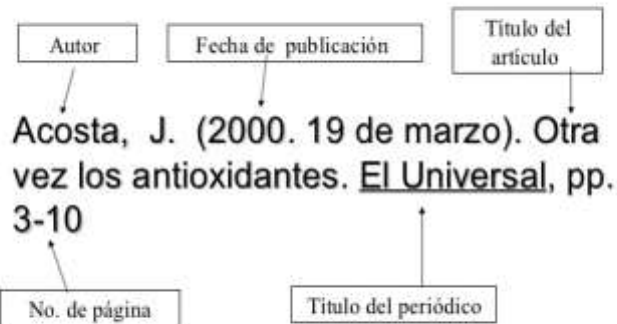 Autor
Fecha de publicación
Título del
artículo
Acosta, J. (2000. 19 de marzo). Otra
vez los antioxidantes. El Universal, pp.
3-10
No. de página
Titulo del periódico